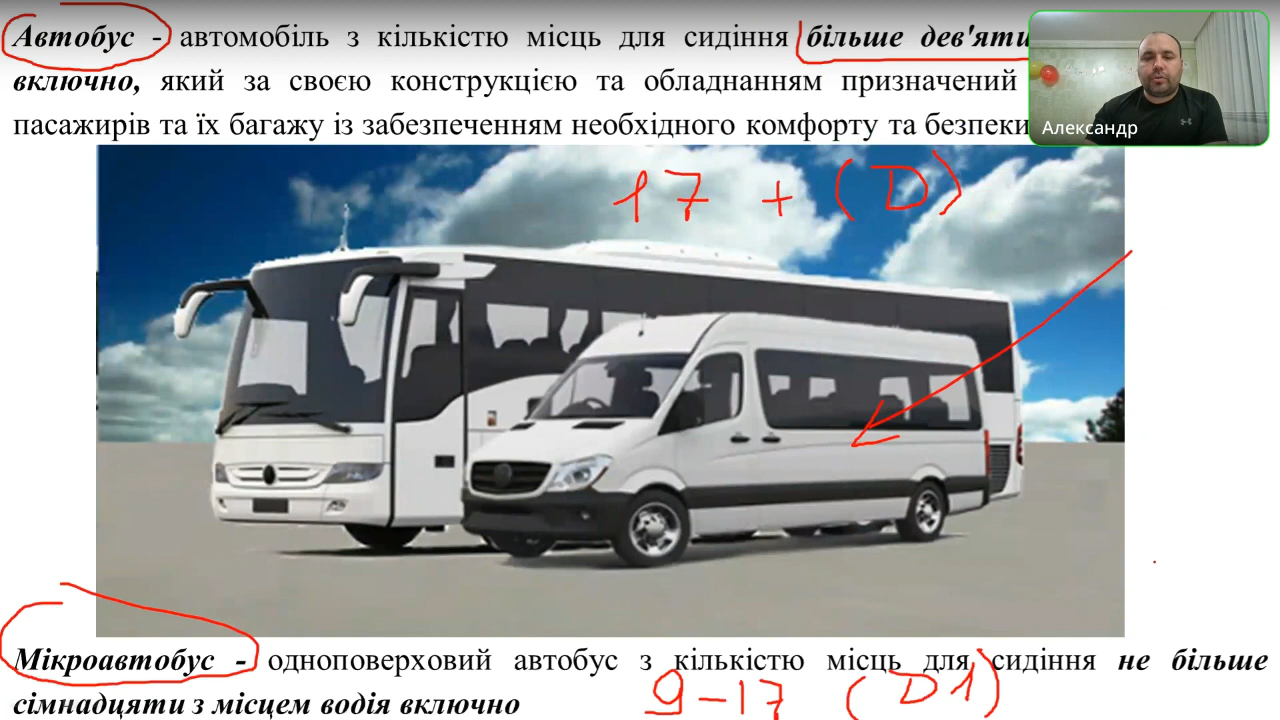 Автобус - автомобіль з кількістю місць для сидіння більше дев'яти
включно, який за своєю конструкцією та обладнанням призначений
пасажирів та їх багажу із забезпеченням необхідного комфорту та безпеки
Александр
17 + (D)
Мікроавтобус - одноповерховий автобус з кількістю місць для сидіння не більше
сімнадцяти з місцем водія включно
9-17 (D1)